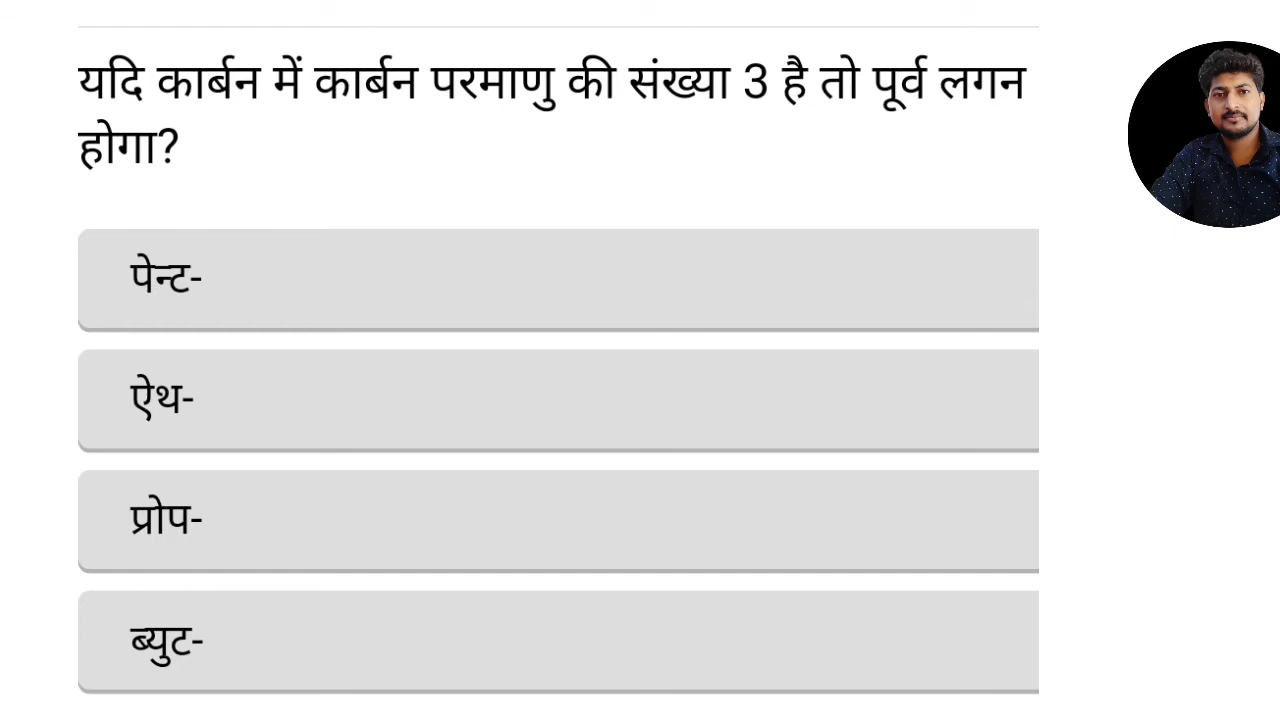 यदि कार्बन में कार्बन परमाणु की संख्या 3 है तो पूर्व लगन
होगा?
पेन्ट-
ऐथ-
प्रोप-
ब्युट-